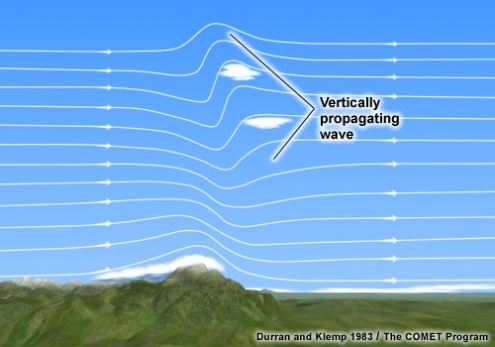 Vertically
propagating
wave
Durran and Klemp 1983 / The COMET Program